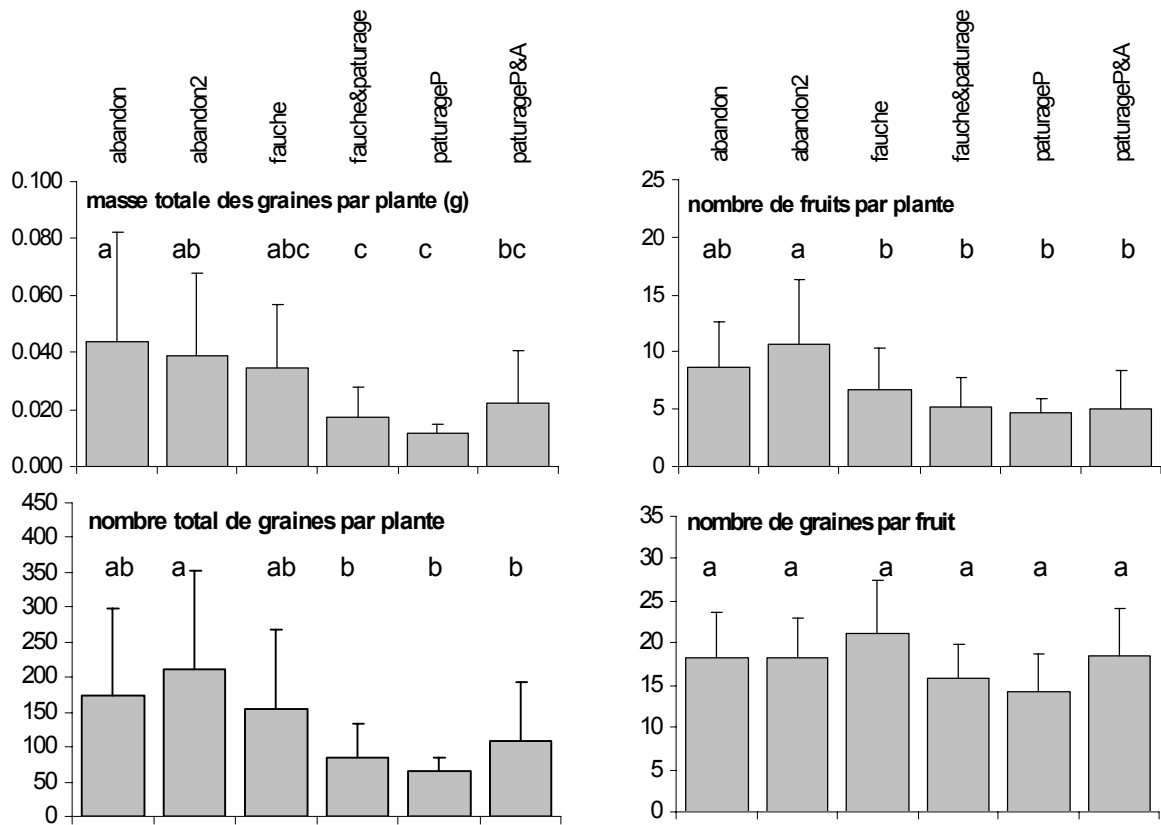 abandon
abandon2
fauche
fauche&paturage
paturageP
paturageP&A
masse totale des graines par plante (g)
0.100
0.080
0.060
0.040
0.020
0.000
a ab abc c c bc
abandon
abandon2
fauche
fauche&paturage
paturageP
paturageP&A
nombre de fruits par plante
25
20
15
10
5
0
ab a b b b b
nombre total de graines par plante
450
400
350
300
250
200
150
100
50
0
ab a ab b b b
nombre de graines par fruit
35
30
25
20
15
10
5
0
a a a a a a